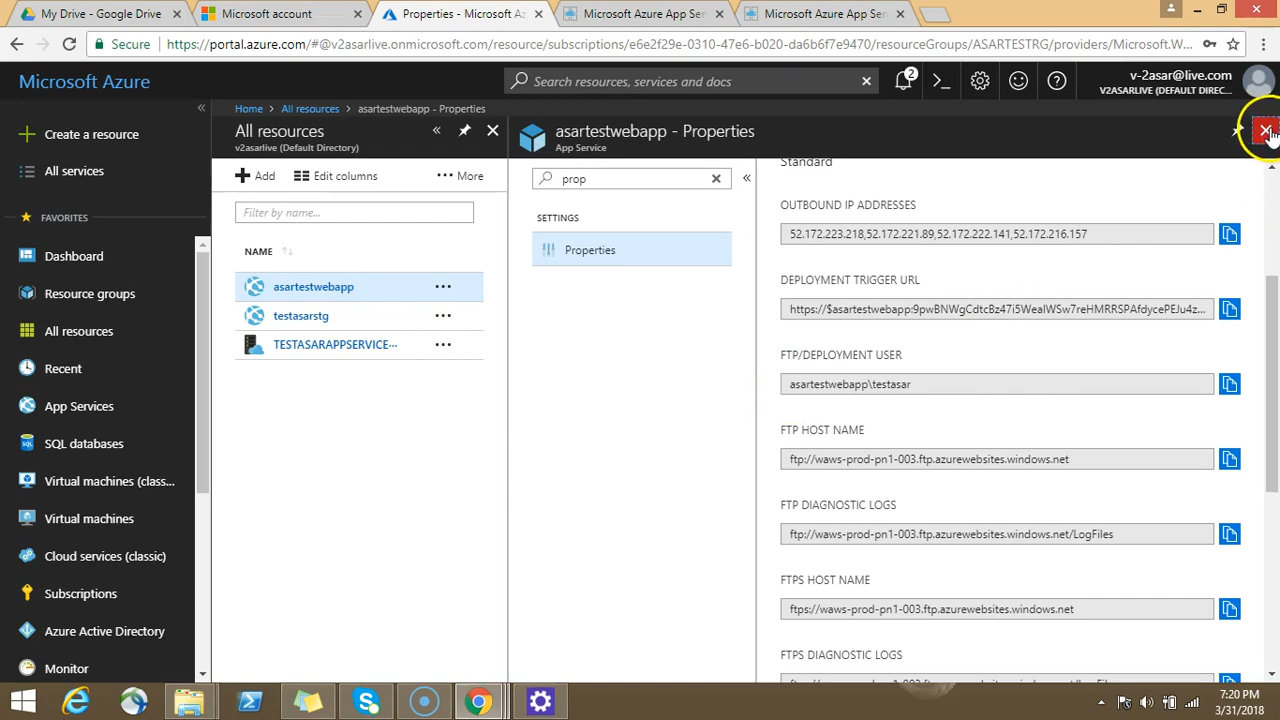 My Drive - Google Drive
Microsoft account
Properties - Microsoft Az
Microsoft Azure App Ser
Microsoft Azure App Ser
Secure
https://portal.azure.com/#@v2asarlive.onmicrosoft.com/resource/subscriptions/e6e2f29e-0310-47e6-b020-da6b6f7e9470/resourceGroups/ASARTESTRG/providers/Microsoft.W...
Microsoft Azure
Search resources, services and docs
2
v-2asar@live.com
V2ASARLIVE (DEFAULT DIREC...
Home
All resources
asartestwebapp - Properties
Create a resource
All services
FAVORITES
Dashboard
Resource groups
All resources
Recent
App Services
SQL databases
Virtual machines (class...
Virtual machines
Cloud services (classic)
Subscriptions
Azure Active Directory
Monitor
All resources
v2asarlive (Default Directory)
Add
Edit columns
More
Filter by name...
NAME
asartestwebapp
testasarstg
TESTASARAPPSERVICE...
asartestwebapp - Properties
App Service
prop
SETTINGS
Properties
Standard
OUTBOUND IP ADDRESSES
52.172.223.218,52.172.221.89,52.172.222.141,52.172.216.157
DEPLOYMENT TRIGGER URL
https://$asartestwebapp:9pwBNWgCdtcBz47i5WealWSw7reHMRRSPAfdycePEJu4z...
FTP/DEPLOYMENT USER
asartestwebapp\testasar
FTP HOST NAME
ftp://waws-prod-pn1-003.ftp.azurewebsites.windows.net
FTP DIAGNOSTIC LOGS
ftp://waws-prod-pn1-003.ftp.azurewebsites.windows.net/LogFiles
FTPS HOST NAME
ftps://waws-prod-pn1-003.ftp.azurewebsites.windows.net
FTPS DIAGNOSTIC LOGS
7:20 PM
3/31/2018